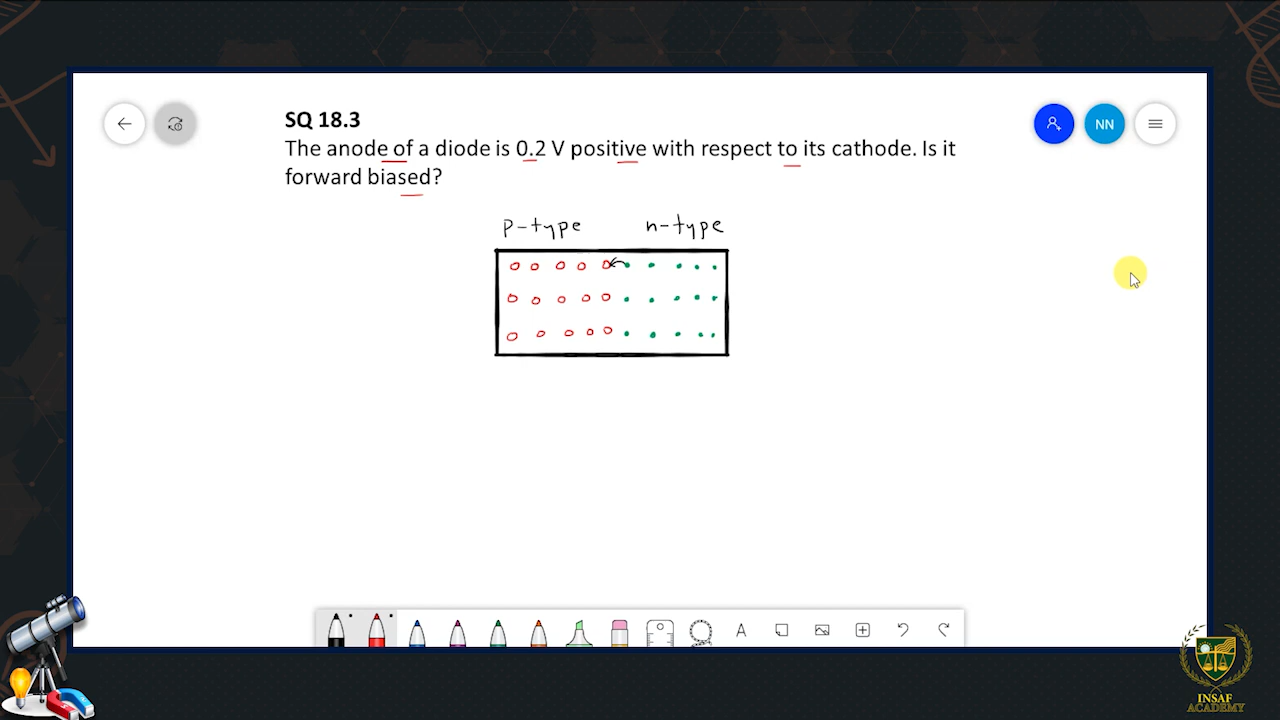 SQ 18.3
The anode of a diode is 0.2 V positive with respect to its cathode. Is it
forward biased?
NN
p-type n-type
A
INSAF
ACADEMY